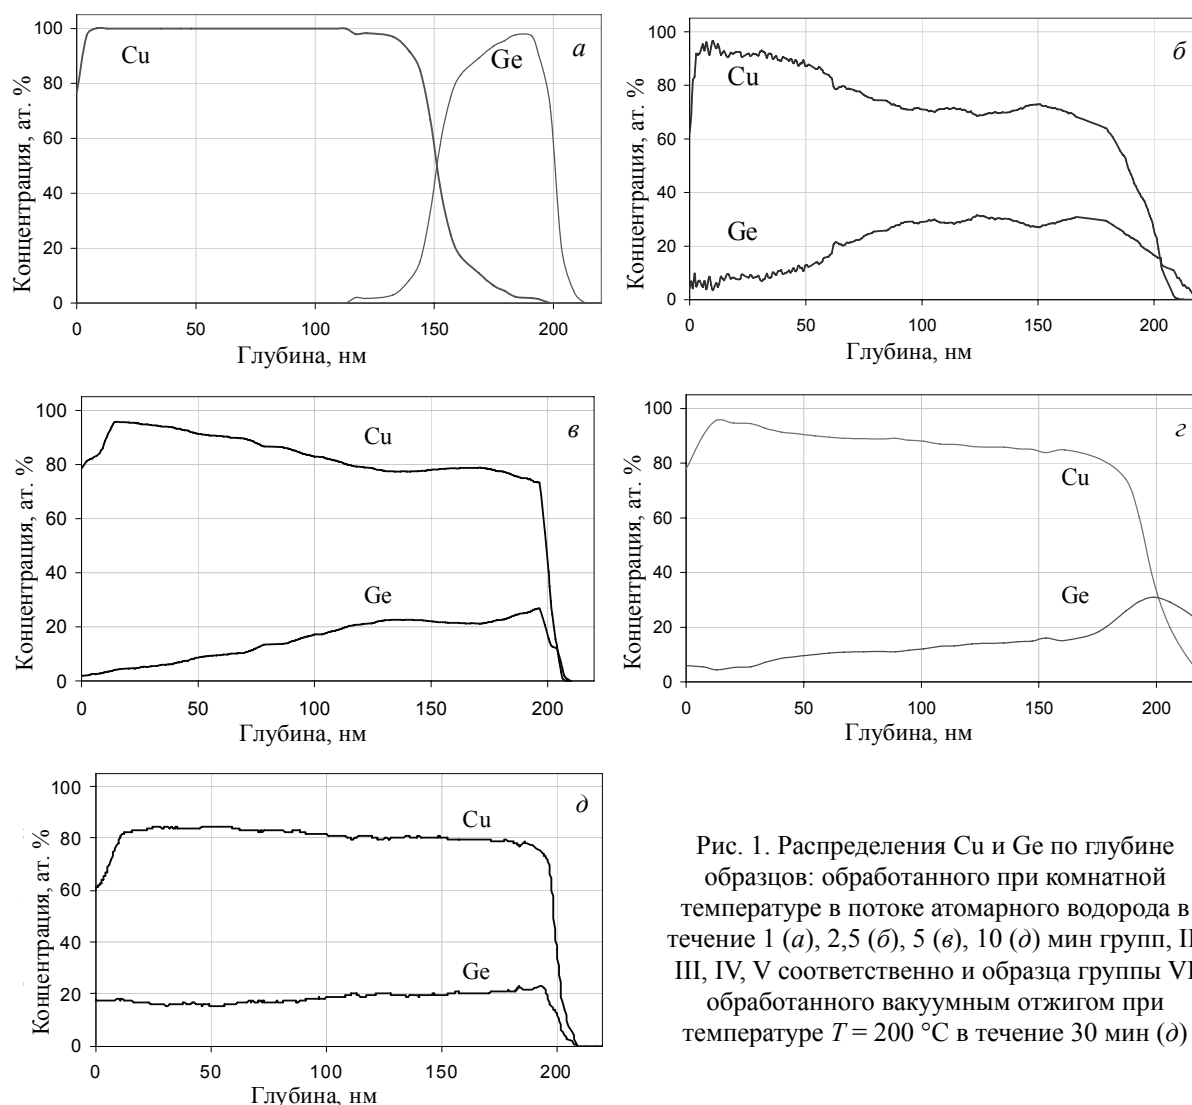 100
80
60
40
20
0
Концентрация, ат. %
Cu
Ge
а
0 50 100 150 200
Глубина, нм
100
80
60
40
20
0
Концентрация, ат. %
Cu
Ge
б
0 50 100 150 200
Глубина, нм
100
80
60
40
20
0
Концентрация, ат. %
Cu
Ge
в
0 50 100 150 200
Глубина, нм
100
80
60
40
20
0
Концентрация, ат. %
Cu
Ge
г
0 50 100 150 200
Глубина, нм
100
80
60
40
20
0
Концентрация, ат. %
Cu
Ge
д
0 50 100 150 200
Глубина, нм
Рис. 1. Распределения Cu и Ge по глубине
образцов: обработанного при комнатной
температуре в потоке атомарного водорода в
течение 1 (а), 2,5 (б), 5 (в), 10 (д) мин групп, II
III, IV, V соответственно и образца группы VI
обработанного вакуумным отжигом при
температуре T = 200 °C в течение 30 мин (д)